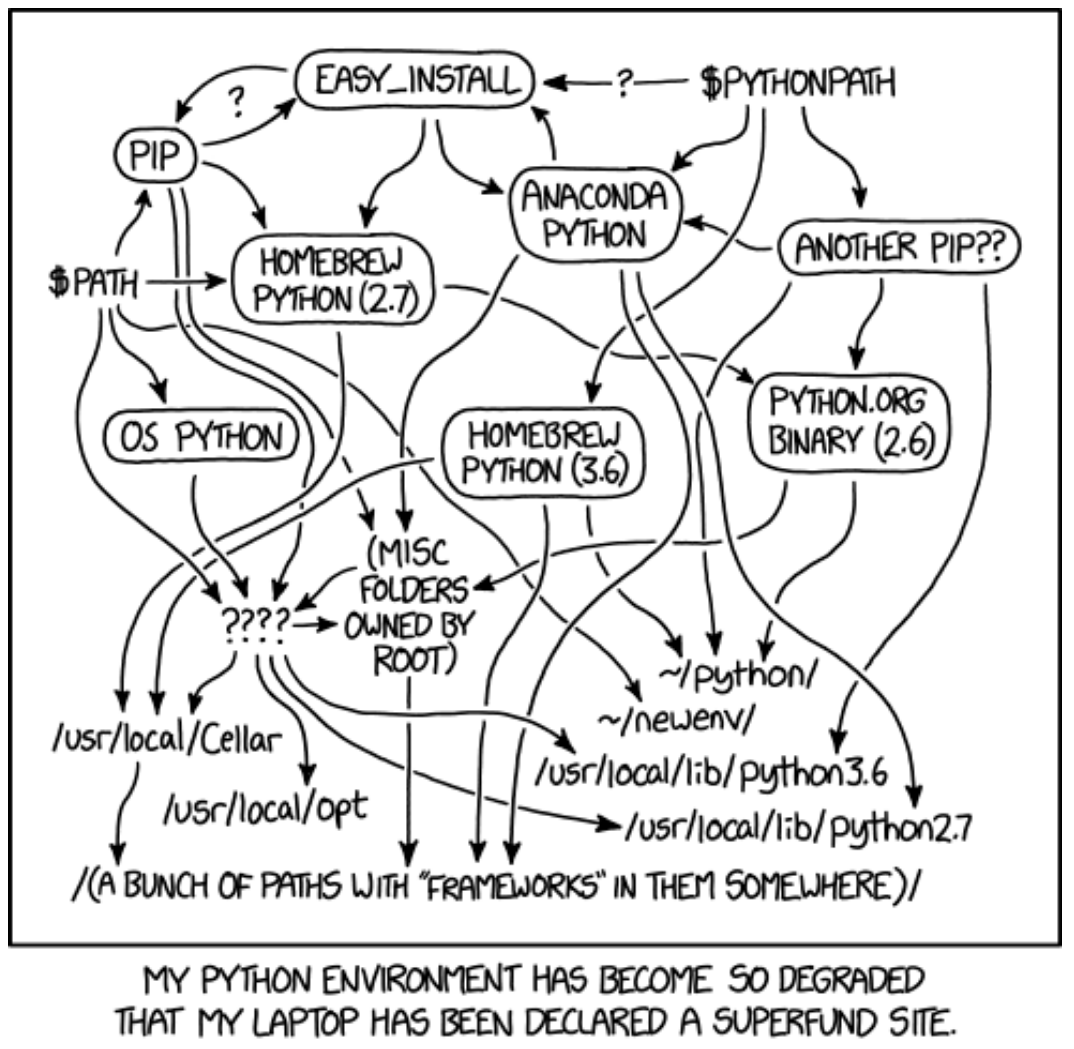 EASY_INSTALL
?
$PYTHONPATH
?
PIP
ANACONDA
PYTHON
ANOTHER PIP??
HOMEBREW
PYTHON (2.7)
$PATH
PYTHON.ORG
BINARY (2.6)
OS PYTHON
HOMEBREW
PYTHON (3.6)
(MISC
FOLDERS
OWNED BY
ROOT)
????
~/python/
~/newenv/
/usr/local/Cellar
/usr/local/lib/python3.6
/usr/local/opt
/usr/local/lib/python2.7
/(A BUNCH OF PATHS WITH "FRAMEWORKS" IN THEM SOMEWHERE)/
MY PYTHON ENVIRONMENT HAS BECOME SO DEGRADED
THAT MY LAPTOP HAS BEEN DECLARED A SUPERFUND SITE.